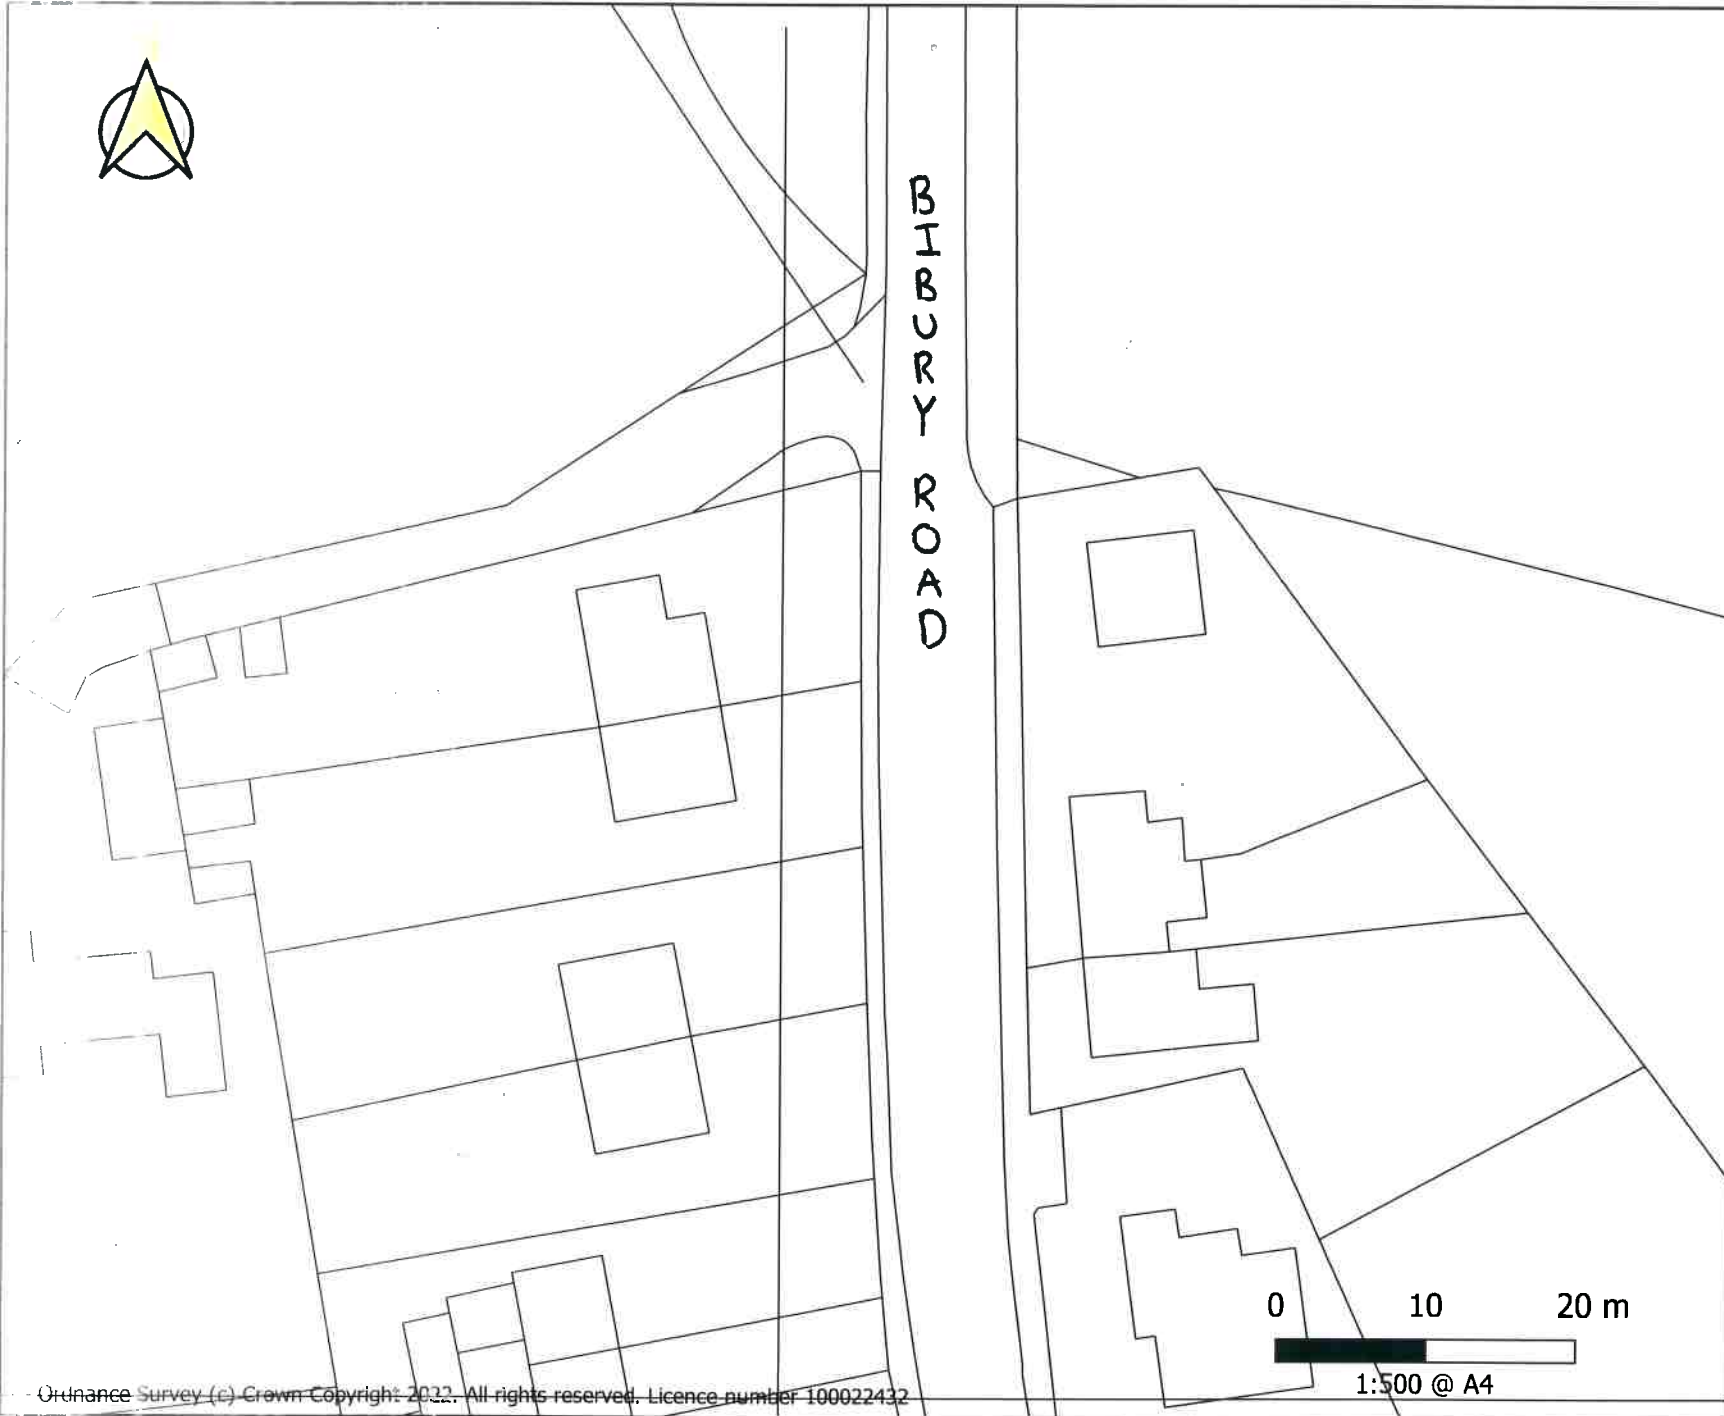 BIBURY ROAD
0 10 20 m
1:500 @ A4
Ordnance Survey (c) Crown Copyright 2022. All rights reserved. Licence number 100022432